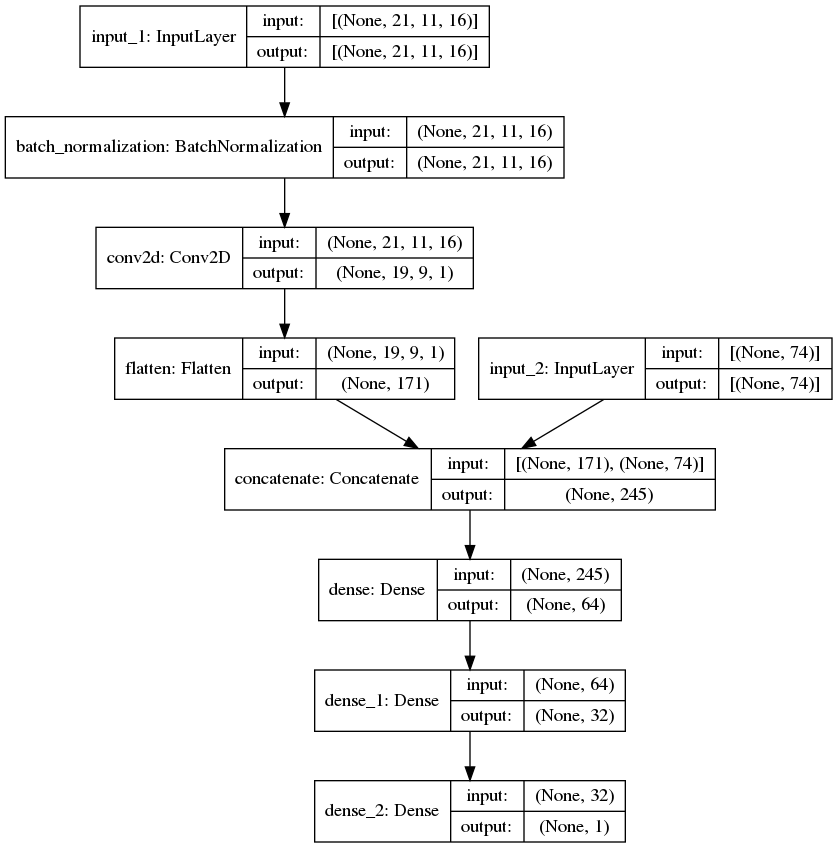 input_1: InputLayer
input: [(None, 21, 11, 16)]
output: [(None, 21, 11, 16)]
batch_normalization: BatchNormalization
input: (None, 21, 11, 16)
output: (None, 21, 11, 16)
conv2d: Conv2D
input: (None, 21, 11, 16)
output: (None, 19, 9, 1)
flatten: Flatten
input: (None, 19, 9, 1)
output: (None, 171)
input_2: InputLayer
input: [(None, 74)]
output: [(None, 74)]
concatenate: Concatenate
input: [(None, 171), (None, 74)]
output: (None, 245)
dense: Dense
input: (None, 245)
output: (None, 64)
dense_1: Dense
input: (None, 64)
output: (None, 32)
dense_2: Dense
input: (None, 32)
output: (None, 1)